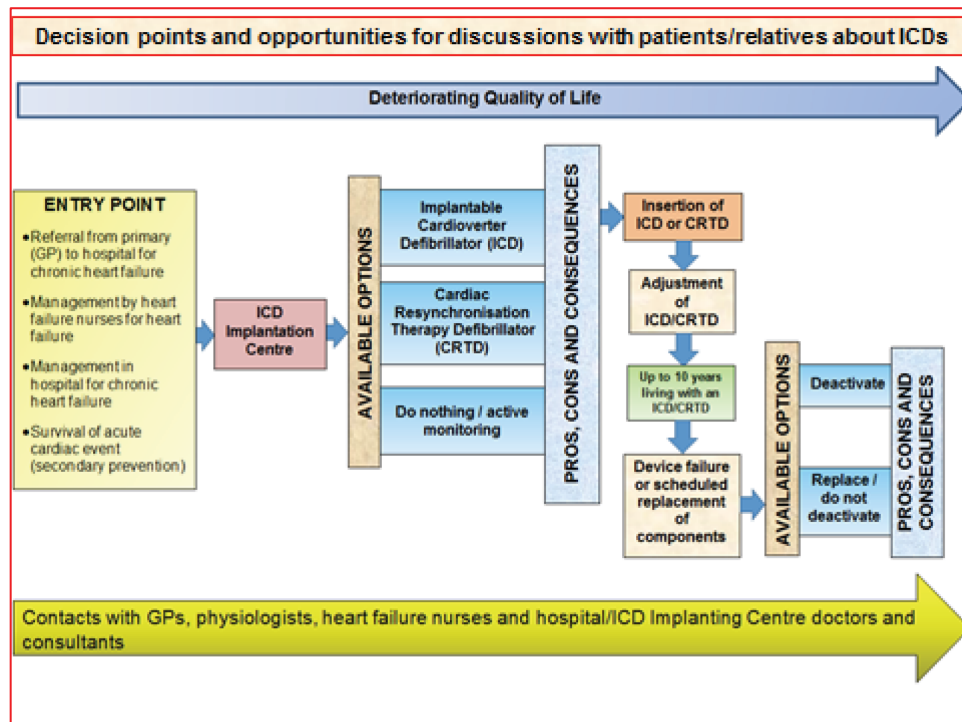 Decision points and opportunities for discussions with patients/relatives about ICDs
Deteriorating Quality of Life
ENTRY POINT
•Referral from primary
(GP) to hospital for
chronic heart failure
•Management by heart
failure nurses for heart
failure
•Management in
hospital for chronic
heart failure
•Survival of acute
cardiac event
(secondary prevention)
ICD
Implantation
Centre
AVAILABLE OPTIONS
Implantable
Cardioverter
Defibrillator (ICD)
Cardiac
Resynchronisation
Therapy Defibrillator
(CRTD)
Do nothing / active
monitoring
PROS, CONS AND CONSEQUENCES
Insertion of
ICD or CRTD
Adjustment
of
ICD/CRTD
Up to 10 years
living with an
ICD/CRTD
Device failure
or scheduled
replacement
of
components
AVAILABLE OPTIONS
Deactivate
Replace /
do not
deactivate
PROS, CONS AND
CONSEQUENCES
Contacts with GPs, physiologists, heart failure nurses and hospital/ICD Implanting Centre doctors and
consultants